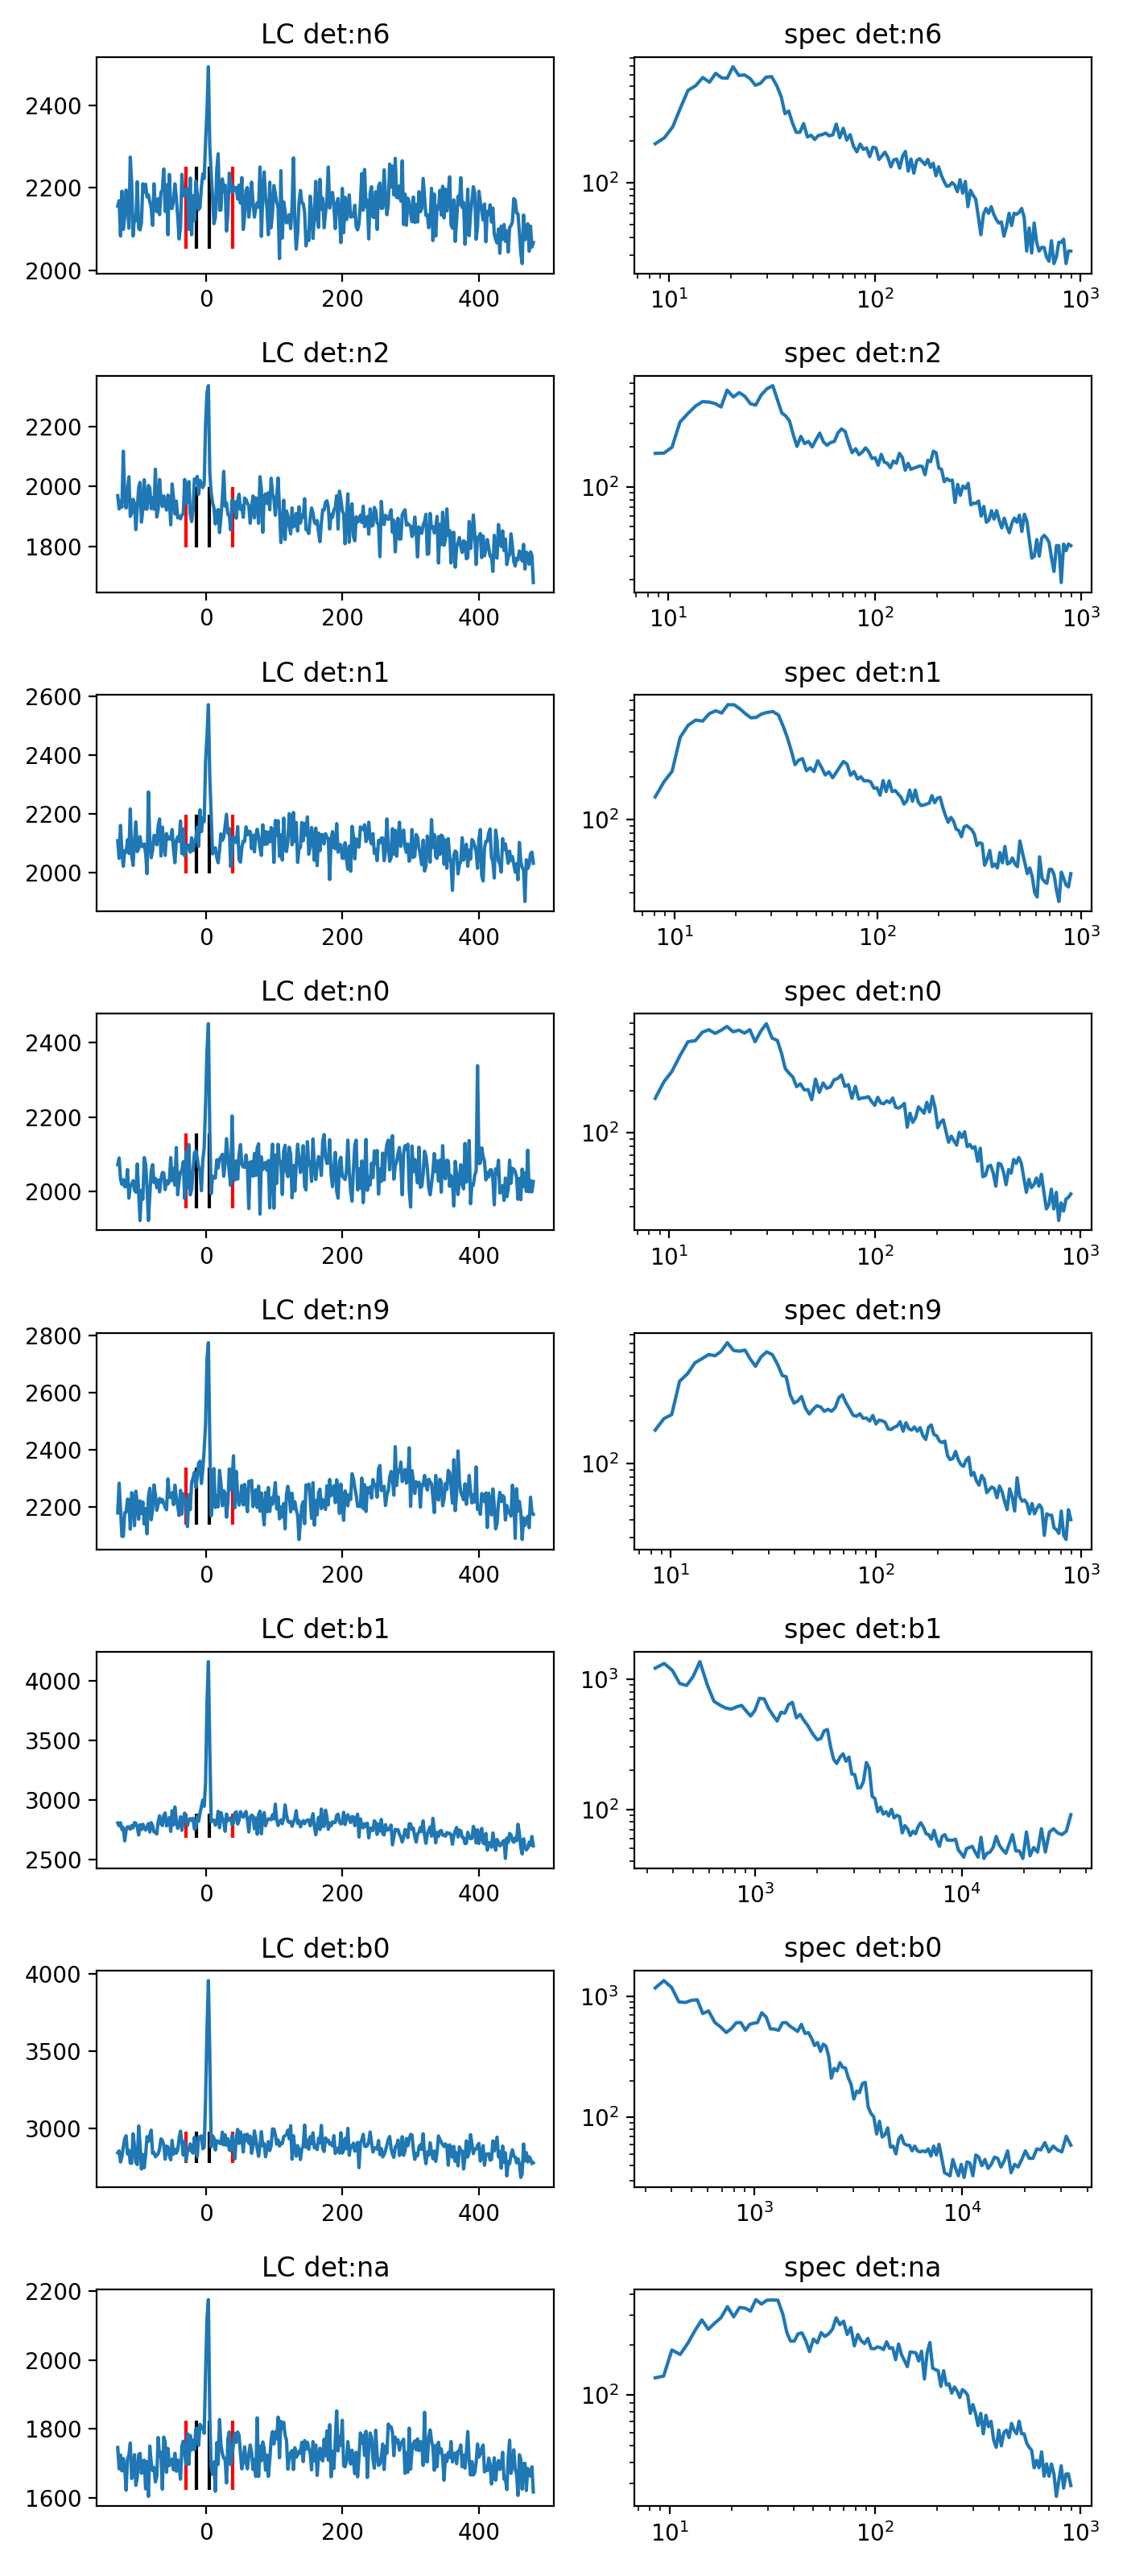 LC det:n6
spec det:n6
2400
2200
2000
0 200 400
10²
10¹ 10² 10³
LC det:n2
spec det:n2
2200
2000
1800
0 200 400
10²
10¹ 10² 10³
LC det:n1
spec det:n1
2600
2400
2200
2000
0 200 400
10²
10¹ 10² 10³
LC det:n0
spec det:n0
2400
2200
2000
0 200 400
10²
10¹ 10² 10³
LC det:n9
spec det:n9
2800
2600
2400
2200
0 200 400
10²
10¹ 10² 10³
LC det:b1
spec det:b1
4000
3500
3000
2500
0 200 400
10³
10²
10³ 10⁴
LC det:b0
spec det:b0
4000
3500
3000
0 200 400
10³
10²
10³ 10⁴
LC det:na
spec det:na
2200
2000
1800
1600
0 200 400
10²
10¹ 10² 10³